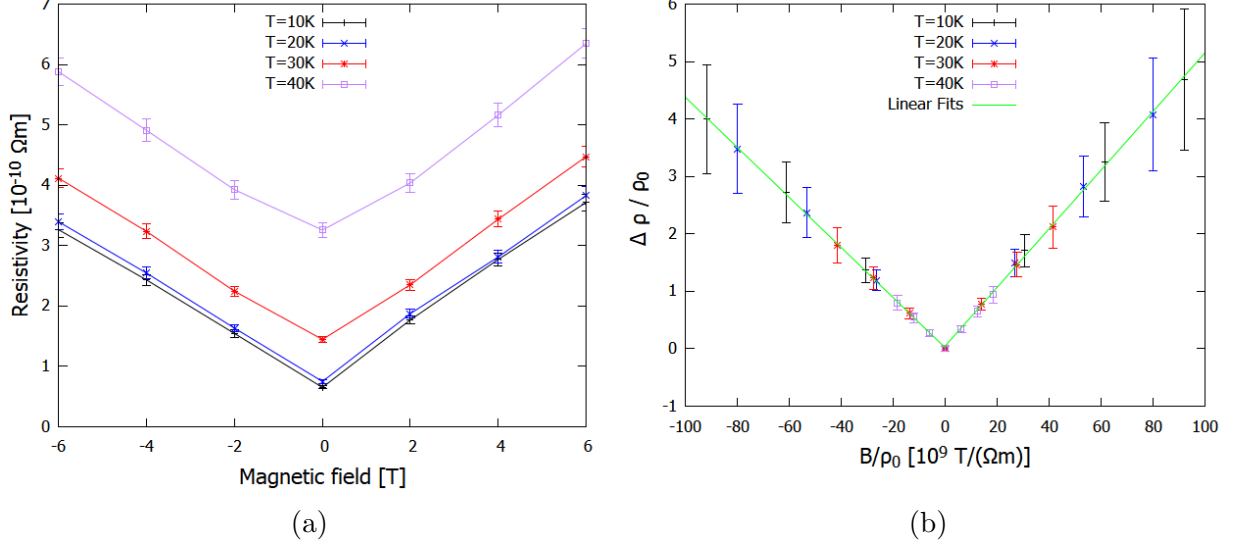 T=10K
T=20K
T=30K
T=40K
Resistivity [10⁻¹⁰ Ωm]
7
6
5
4
3
2
1
0
-6 -4 -2 0 2 4 6
Magnetic field [T]
(a)
T=10K
T=20K
T=30K
T=40K
Linear Fits
Δ ρ / ρ₀
6
5
4
3
2
1
0
-1
-100 -80 -60 -40 -20 0 20 40 60 80 100
B/ρ₀ [10⁹ T/(Ωm)]
(b)